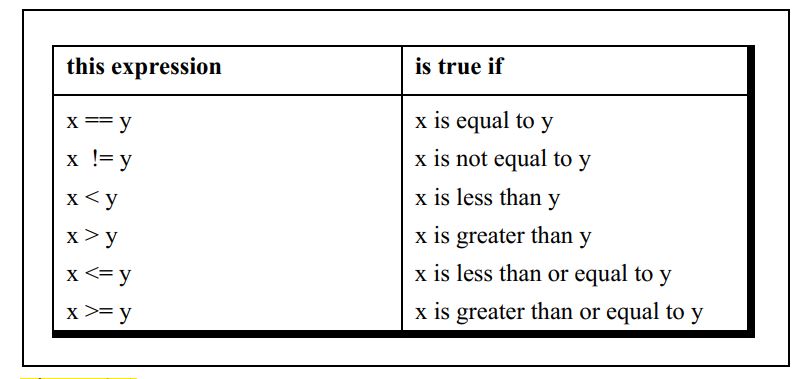 this expression is true if
x == y x is equal to y
x != y x is not equal to y
x < y x is less than y
x > y x is greater than y
x <= y x is less than or equal to y
x >= y x is greater than or equal to y